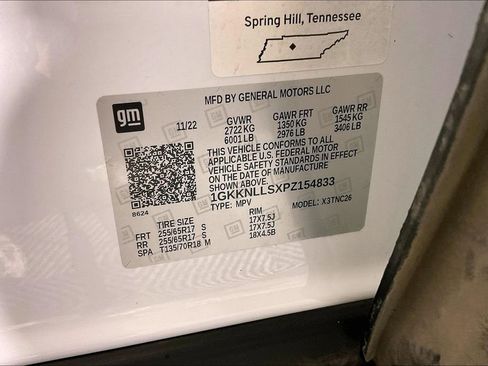 Spring Hill, Tennessee
gm
MFD BY GENERAL MOTORS LLC
11/22 GVWR GAWR FRT GAWR RR
2722 KG 1350 KG 1545 KG
6001 LB 2976 LB 3406 LB
THIS VEHICLE CONFORMS TO ALL
APPLICABLE U.S. FEDERAL MOTOR
VEHICLE SAFETY STANDARDS IN EFFECT
ON THE DATE OF MANUFACTURE
SHOWN ABOVE.
1GKKNLLSXPZ154833
8624 TYPE: MPV MODEL: X3TNC26
TIRE SIZE RIM
FRT 255/65R17 S 17X7.5J
RR 255/65R17 S 17X7.5J
SPA T135/70R18 M 18X4.5B